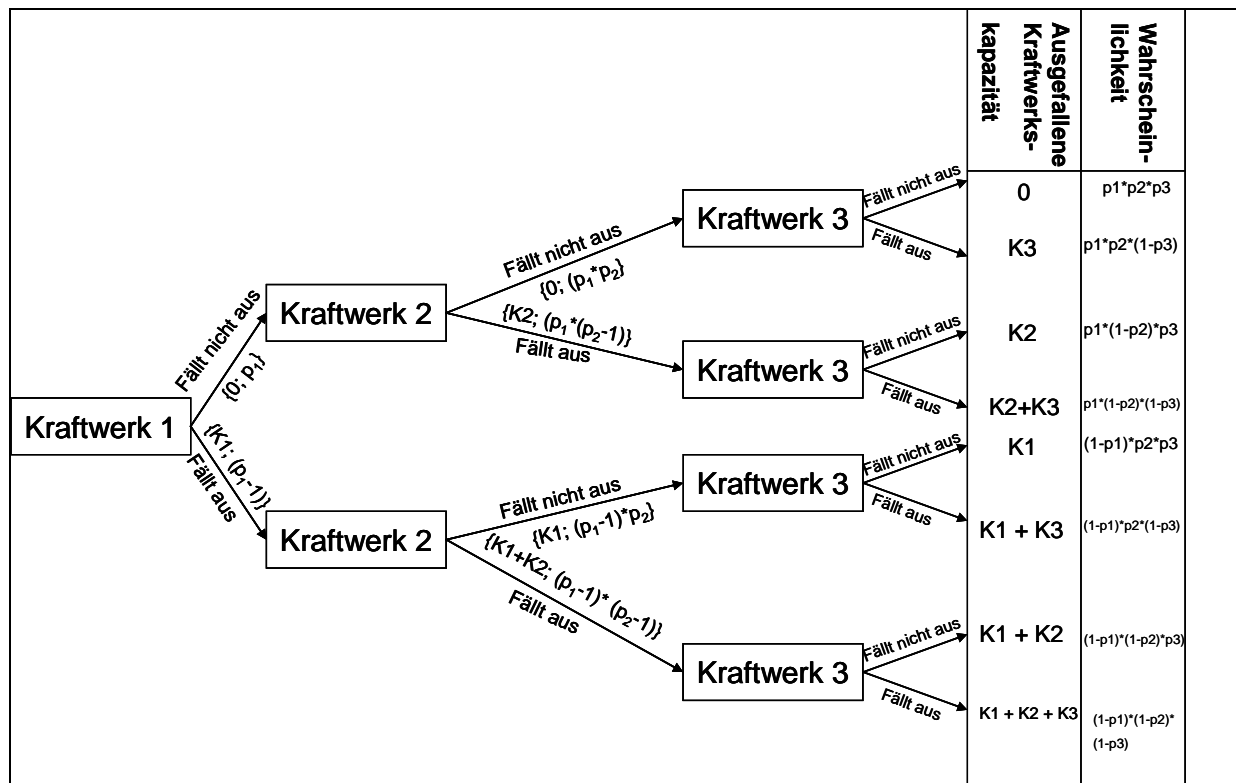 Ausgefallene
Kraftwerks-
kapazität
Wahrschein-
lichkeit
Kraftwerk 1
Fällt nicht aus
{0; p1}
{K1; (p1-1)}
Fällt aus
Kraftwerk 2
Fällt nicht aus
{0; (p1*p2}
{K2; (p1*(p2-1)}
Fällt aus
Kraftwerk 2
Fällt nicht aus
{K1; (p1-1)*p2}
{K1+K2; (p1-1)* (p2-1)}
Fällt aus
Kraftwerk 3
Fällt nicht aus
0
p1*p2*p3
Fällt aus
K3
p1*p2*(1-p3)
Kraftwerk 3
Fällt nicht aus
K2
p1*(1-p2)*p3
Fällt aus
K2+K3
p1*(1-p2)*(1-p3)
Kraftwerk 3
Fällt nicht aus
K1
(1-p1)*p2*p3
Fällt aus
K1 + K3
(1-p1)*p2*(1-p3)
Kraftwerk 3
Fällt nicht aus
K1 + K2
(1-p1)*(1-p2)*p3)
Fällt aus
K1 + K2 + K3
(1-p1)*(1-p2)*
(1-p3)